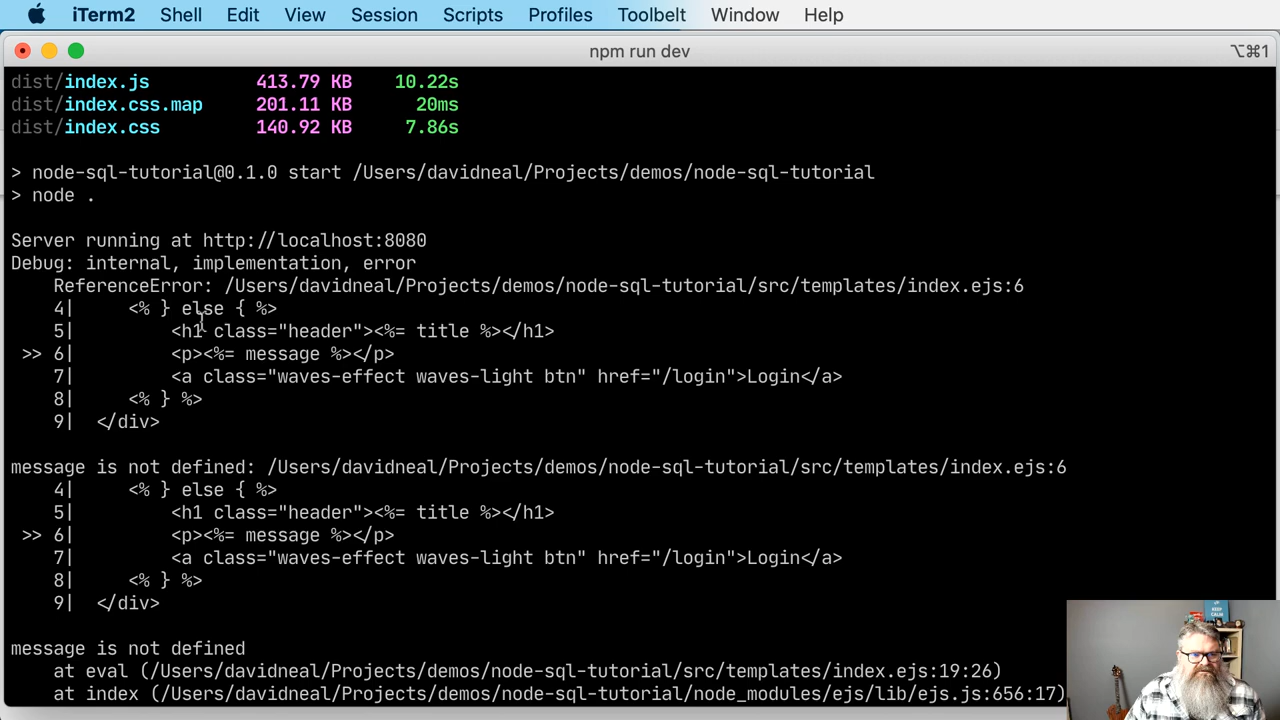 iTerm2 Shell Edit View Session Scripts Profiles Toolbelt Window Help
npm run dev ⌥⌘1
dist/index.js 413.79 KB 10.22s
dist/index.css.map 201.11 KB 20ms
dist/index.css 140.92 KB 7.86s
> node-sql-tutorial@0.1.0 start /Users/davidneal/Projects/demos/node-sql-tutorial
> node .
Server running at http://localhost:8080
Debug: internal, implementation, error
ReferenceError: /Users/davidneal/Projects/demos/node-sql-tutorial/src/templates/index.ejs:6
4| <% } else { %>
5| <h1 class="header"><%= title %></h1>
>> 6| <p><%= message %></p>
7| <a class="waves-effect waves-light btn" href="/login">Login</a>
8| <% } %>
9| </div>
message is not defined: /Users/davidneal/Projects/demos/node-sql-tutorial/src/templates/index.ejs:6
4| <% } else { %>
5| <h1 class="header"><%= title %></h1>
>> 6| <p><%= message %></p>
7| <a class="waves-effect waves-light btn" href="/login">Login</a>
8| <% } %>
9| </div>
message is not defined
at eval (/Users/davidneal/Projects/demos/node-sql-tutorial/src/templates/index.ejs:19:26)
at index (/Users/davidneal/Projects/demos/node-sql-tutorial/node_modules/ejs/lib/ejs.js:656:17)
KEEP
CALM